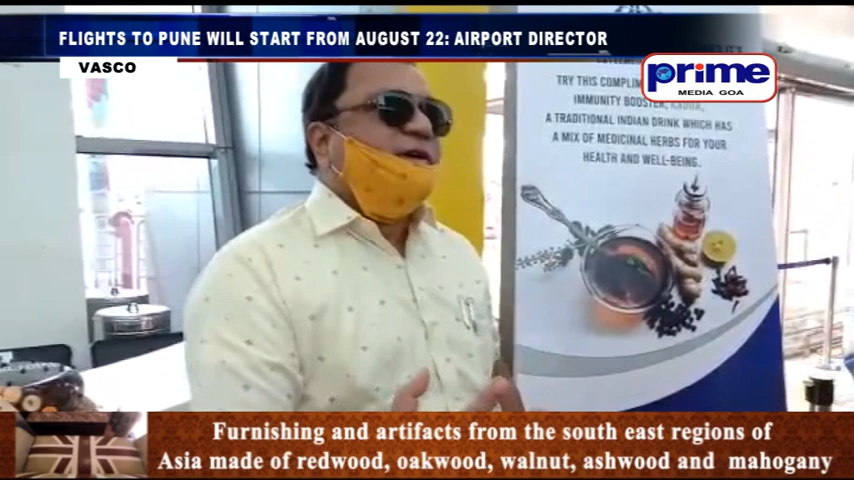 FLIGHTS TO PUNE WILL START FROM AUGUST 22: AIRPORT DIRECTOR
VASCO
prime
MEDIA GOA
TRY THIS
IMMUNITY BOOSTER, KADHA,
A TRADITIONAL INDIAN DRINK WHICH HAS
A MIX OF MEDICINAL HERBS FOR YOUR
HEALTH AND WELL-BEING.
Furnishing and artifacts from the south east regions of
Asia made of redwood, oakwood, walnut, ashwood and mahogany